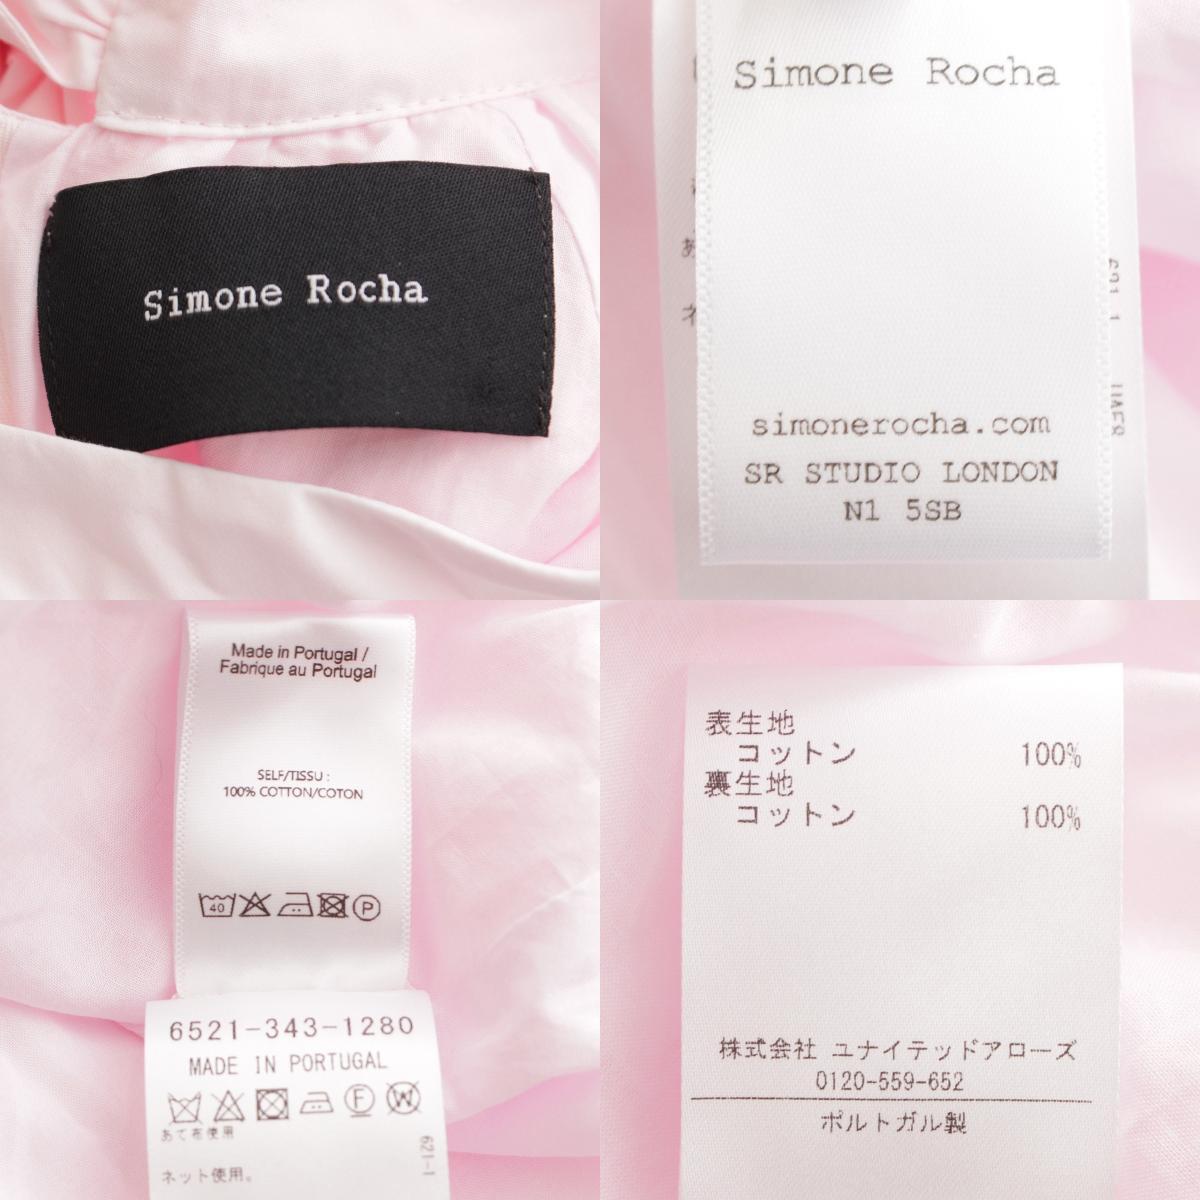 Simone Rocha
Simone Rocha
simonerocha.com
SR STUDIO LONDON
N1 5SB
Made in Portugal /
Fabrique au Portugal
SELF/TISSU :
100% COTTON/COTON
40
P
6521-343-1280
MADE IN PORTUGAL
F
W
あて布使用
ネット使用。
621-1
表生地
コットン 100%
裏生地
コットン 100%
株式会社 ユナイテッドアローズ
0120-559-652
ポルトガル製